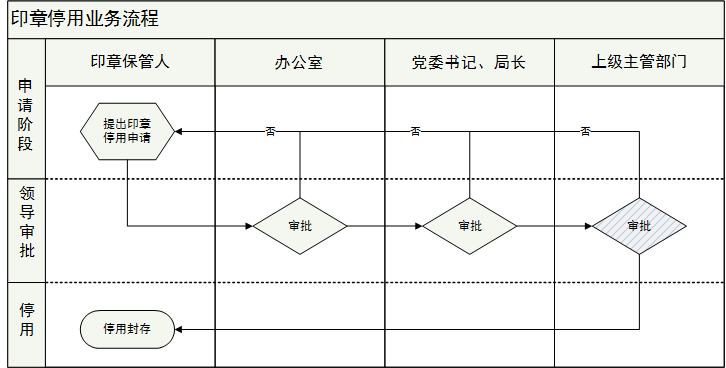 印章停用业务流程
印章保管人
办公室
党委书记、局长
上级主管部门
申请阶段
提出印章
停用申请
否
否
否
领导审批
审批
审批
审批
停用
停用封存